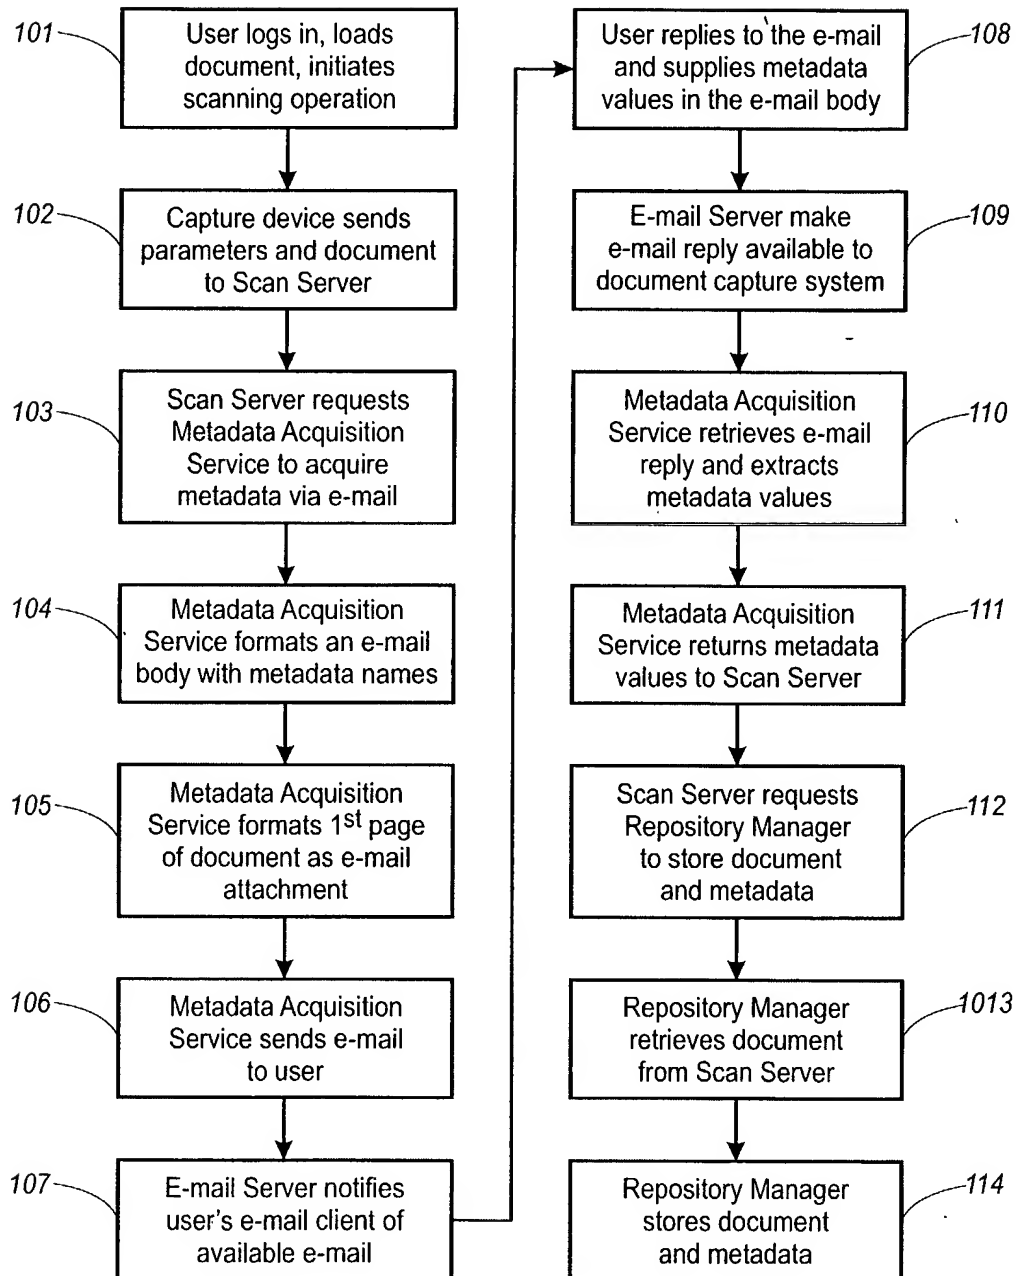 101
User logs in, loads
document, initiates
scanning operation
102
Capture device sends
parameters and document
to Scan Server
103
Scan Server requests
Metadata Acquisition
Service to acquire
metadata via e-mail
104
Metadata Acquisition
Service formats an e-mail
body with metadata names
105
Metadata Acquisition
Service formats 1st page
of document as e-mail
attachment
106
Metadata Acquisition
Service sends e-mail
to user
107
E-mail Server notifies
user's e-mail client of
available e-mail
108
User replies to the e-mail
and supplies metadata
values in the e-mail body
109
E-mail Server make
e-mail reply available to
document capture system
110
Metadata Acquisition
Service retrieves e-mail
reply and extracts
metadata values
111
Metadata Acquisition
Service returns metadata
values to Scan Server
112
Scan Server requests
Repository Manager
to store document
and metadata
1013
Repository Manager
retrieves document
from Scan Server
114
Repository Manager
stores document
and metadata